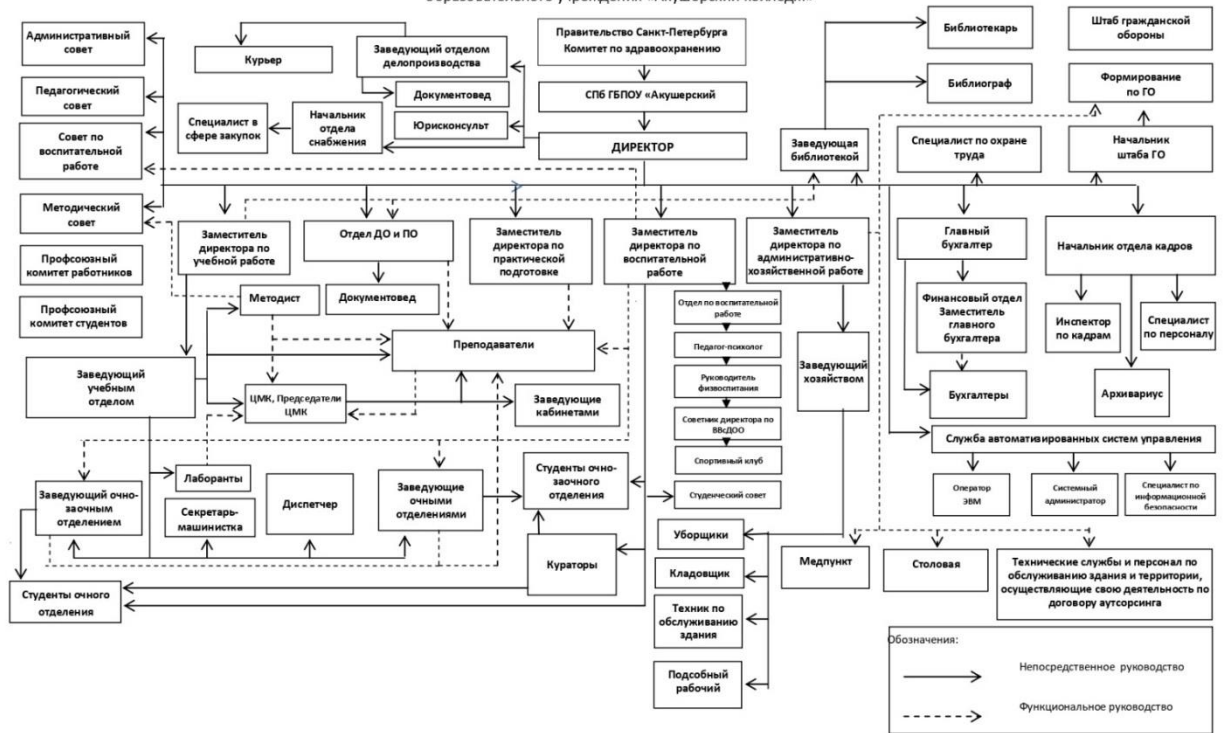 образовательного учреждения «Акушерский колледж»
Административный
совет
Педагогический
совет
Совет по
воспитательной
работе
Методический
совет
Профсоюзный
комитет работников
Профсоюзный
комитет студентов
Курьер
Заведующий отделом
делопроизводства
Документовед
Специалист в
сфере закупок
Начальник
отдела
снабжения
Юрисконсульт
Правительство Санкт-Петербурга
Комитет по здравоохранению
СПб ГБПОУ «Акушерский
ДИРЕКТОР
Заведующая
библиотекой
Библиотекарь
Библиограф
Штаб гражданской
обороны
Формирование
по ГО
Специалист по охране
труда
Начальник
штаба ГО
Заместитель
директора по
учебной работе
Отдел ДО и ПО
Заместитель
директора по
практической
подготовке
Заместитель
директора по
воспитательной
работе
Заместитель
директора по
административно-
хозяйственной работе
Главный
бухгалтер
Начальник отдела кадров
Методист
Документовед
Преподаватели
Отдел по воспитательной
работе
Педагог-психолог
Руководитель
физвоспитания
Советник директора по
ВВсДОО
Спортивный клуб
Студенческий совет
Заведующий
хозяйством
Финансовый отдел
Заместитель
главного
бухгалтера
Бухгалтеры
Инспектор
по кадрам
Специалист
по персоналу
Архивариус
Заведующий
учебным
отделом
ЦМК, Председатели
ЦМК
Заведующие
кабинетами
Служба автоматизированных систем управления
Оператор
ЭВМ
Системный
администратор
Специалист по
информационной
безопасности
Лаборанты
Заведующий очно-
заочным
отделением
Секретарь-
машинистка
Диспетчер
Заведующие
очными
отделениями
Студенты очно-
заочного
отделения
Кураторы
Студенты очного
отделения
Уборщики
Кладовщик
Техник по
обслуживанию
здания
Подсобный
рабочий
Медпункт
Столовая
Технические службы и персонал по
обслуживанию здания и территории,
осуществляющие свою деятельность по
договору аутсорсинга
Обозначения:
Непосредственное руководство
Функциональное руководство